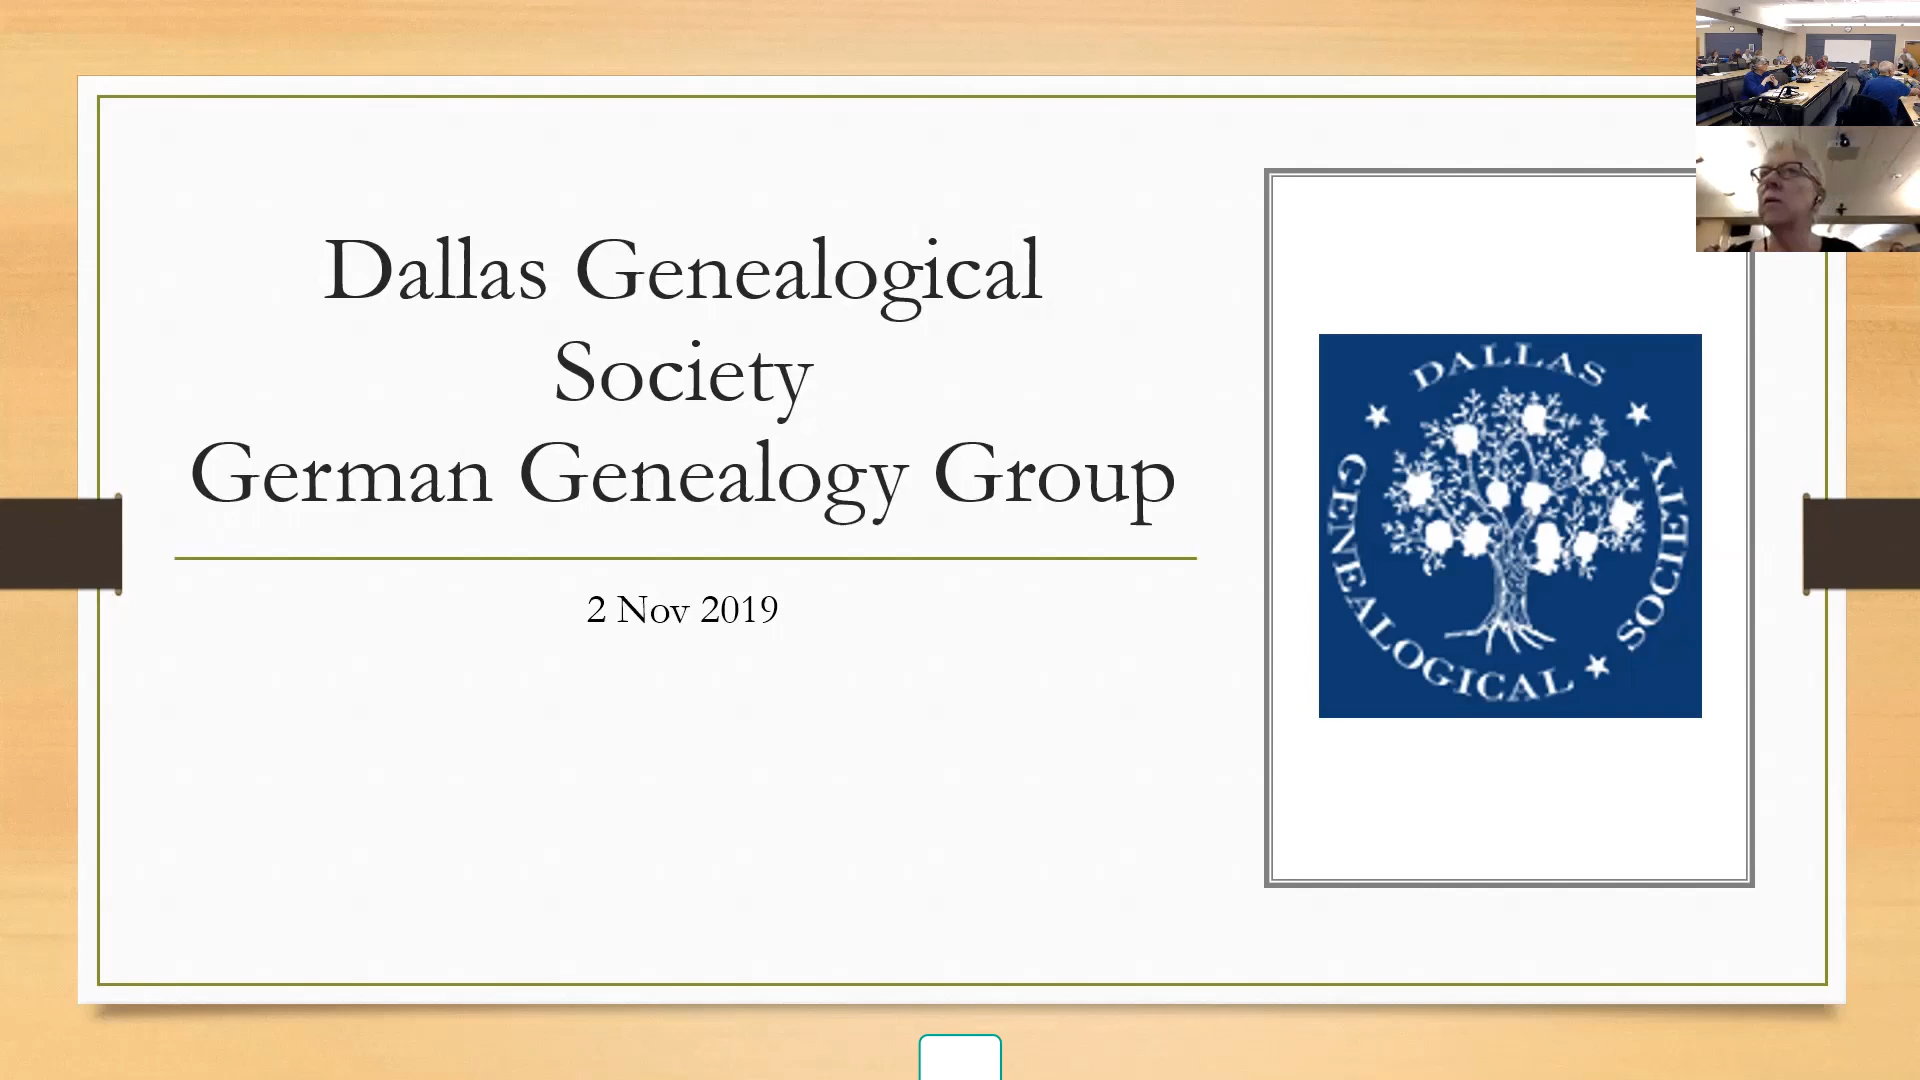 Dallas Genealogical
Society
German Genealogy Group
2 Nov 2019
DALLAS
GENEALOGICAL
SOCIETY